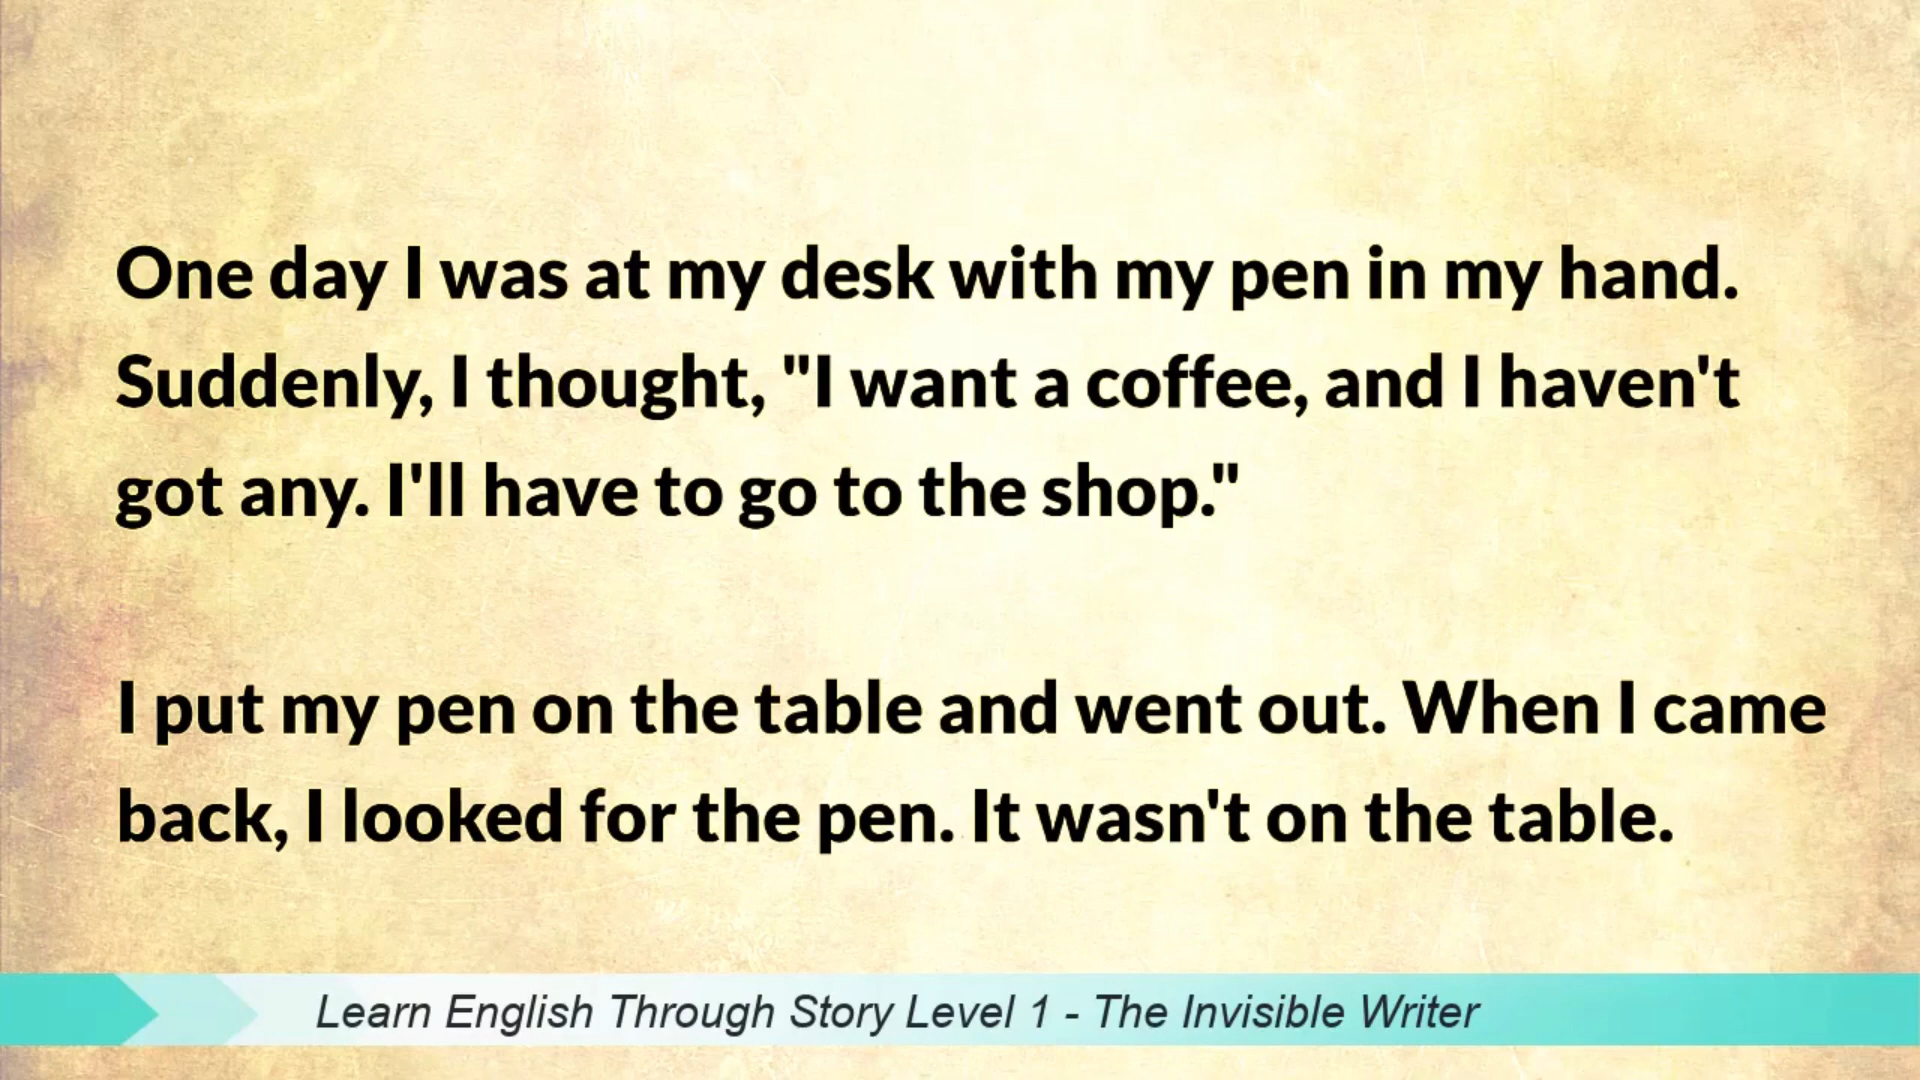 One day I was at my desk with my pen in my hand.
Suddenly, I thought, "I want a coffee, and I haven't
got any. I'll have to go to the shop."
I put my pen on the table and went out. When I came
back, I looked for the pen. It wasn't on the table.
Learn English Through Story Level 1 - The Invisible Writer